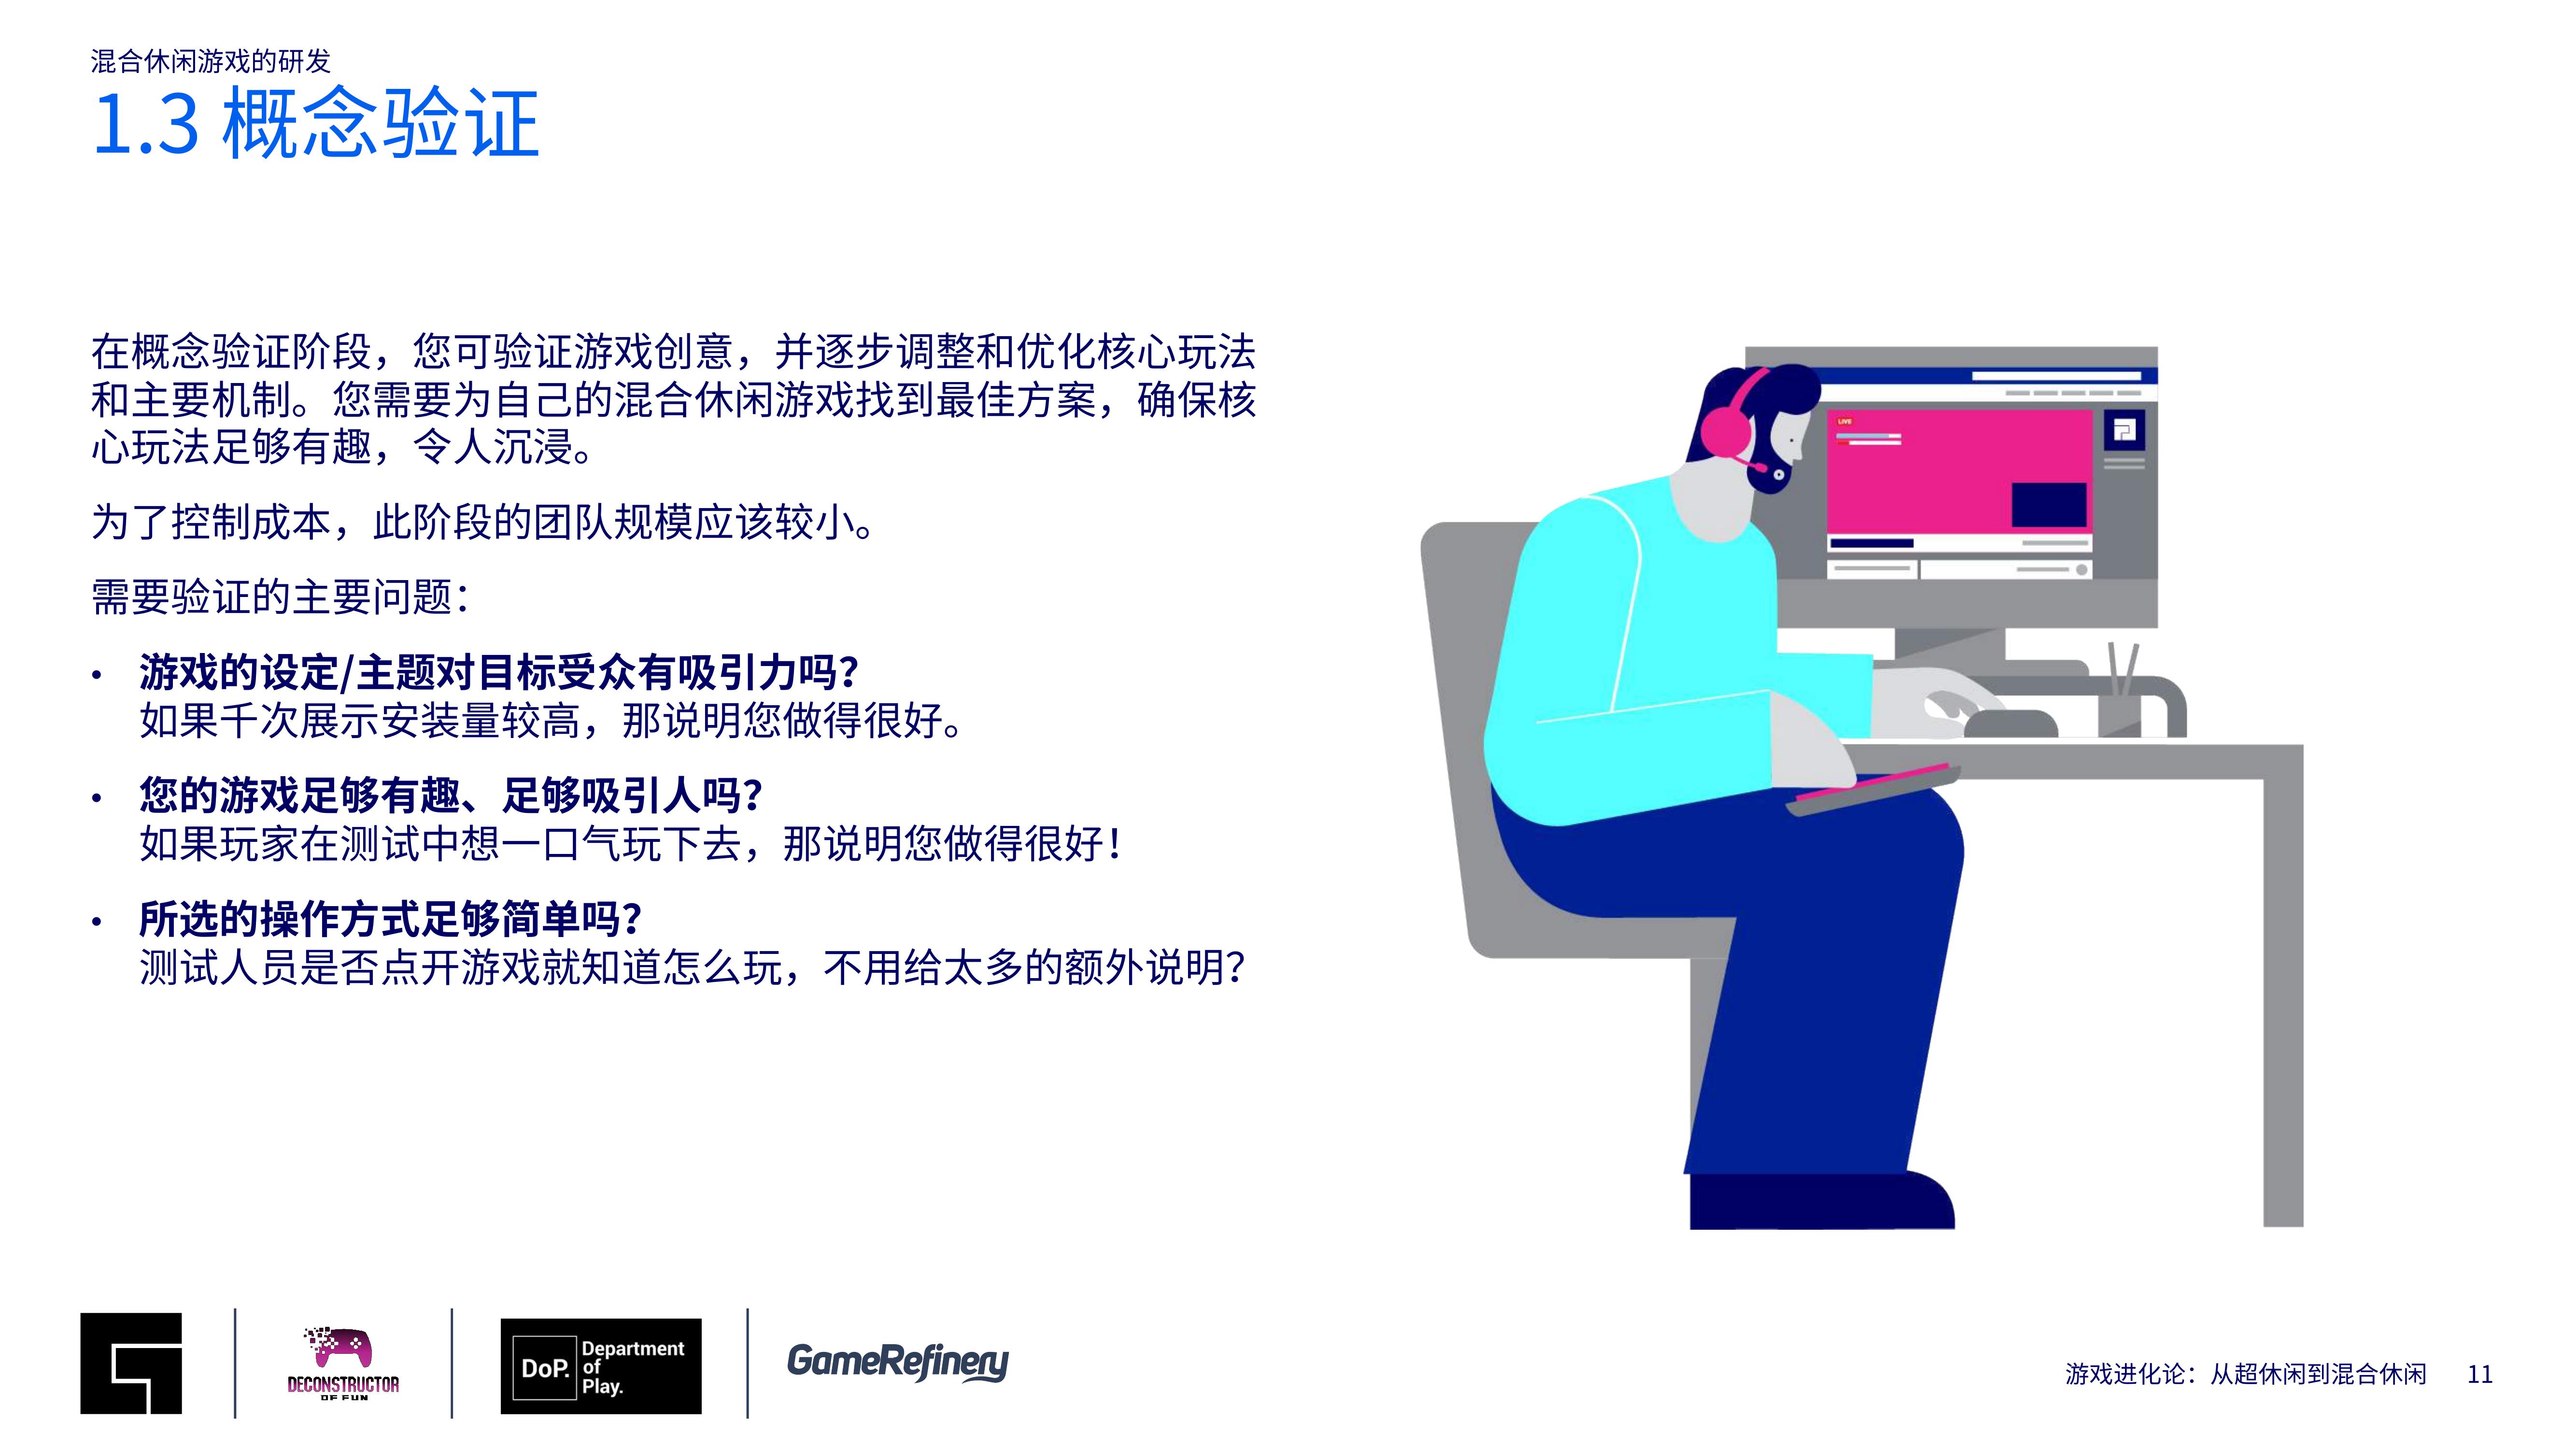 混合休闲游戏的研发
1.3 概念验证
在概念验证阶段，您可验证游戏创意，并逐步调整和优化核心玩法
和主要机制。您需要为自己的混合休闲游戏找到最佳方案，确保核
心玩法足够有趣，令人沉浸。
为了控制成本，此阶段的团队规模应该较小。
需要验证的主要问题：
• 游戏的设定/主题对目标受众有吸引力吗？
如果千次展示安装量较高，那说明您做得很好。
• 您的游戏足够有趣、足够吸引人吗？
如果玩家在测试中想一口气玩下去，那说明您做得很好！
• 所选的操作方式足够简单吗？
测试人员是否点开游戏就知道怎么玩，不用给太多的额外说明？
LIVE
DECONSTRUCTOR
OF FUN
DoP.
Department
of
Play.
GameRefinery
游戏进化论：从超休闲到混合休闲 11